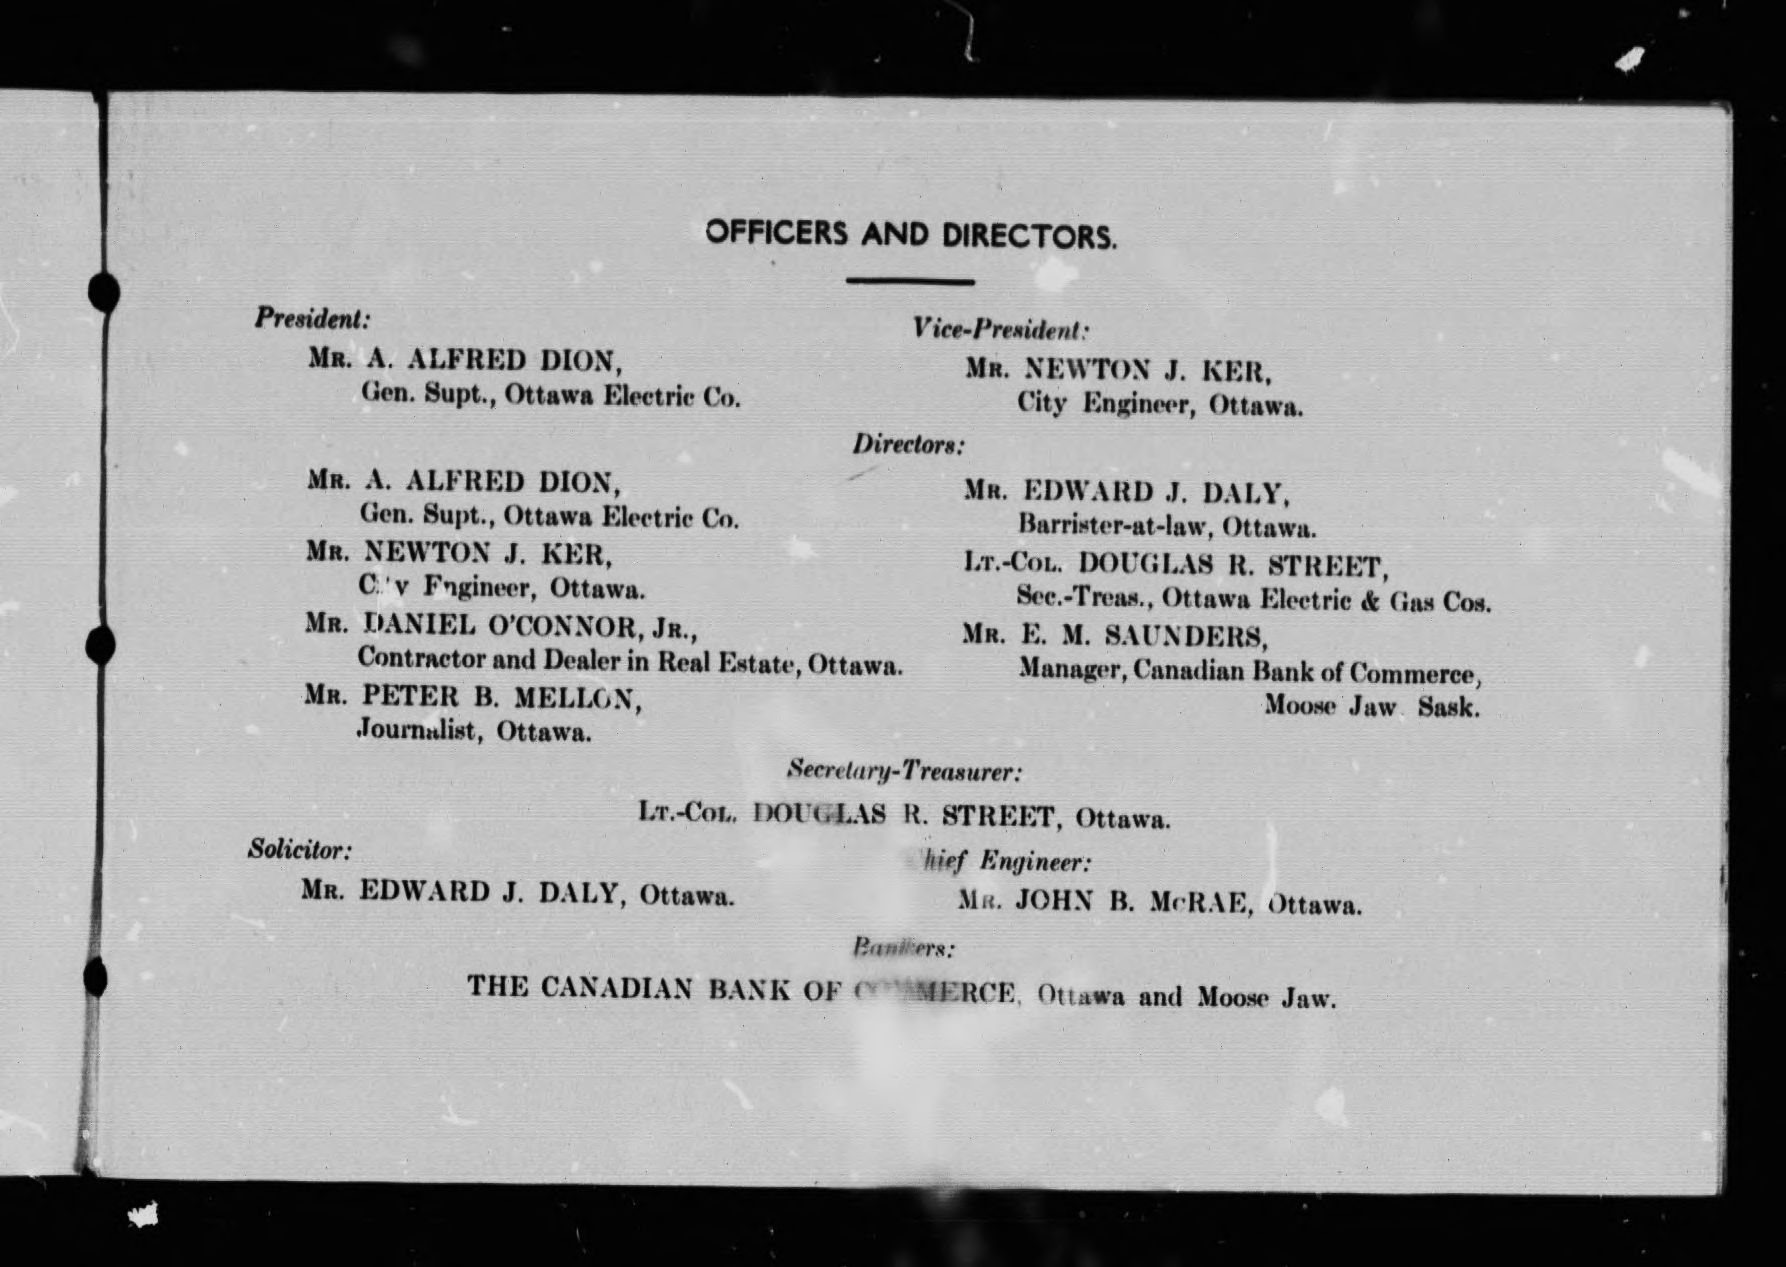 OFFICERS AND DIRECTORS.
President:
MR. A. ALFRED DION,
Gen. Supt., Ottawa Electric Co.
Vice-President:
MR. NEWTON J. KER,
City Engineer, Ottawa.
Directors:
MR. A. ALFRED DION,
Gen. Supt., Ottawa Electric Co.
MR. NEWTON J. KER,
City Engineer, Ottawa.
MR. DANIEL O'CONNOR, JR.,
Contractor and Dealer in Real Estate, Ottawa.
MR. PETER B. MELLON,
Journalist, Ottawa.
MR. EDWARD J. DALY,
Barrister-at-law, Ottawa.
LT.-COL. DOUGLAS R. STREET,
Sec.-Treas., Ottawa Electric & Gas Cos.
MR. E. M. SAUNDERS,
Manager, Canadian Bank of Commerce,
Moose Jaw Sask.
Secretary-Treasurer:
LT.-COL. DOUGLAS R. STREET, Ottawa.
Solicitor:
MR. EDWARD J. DALY, Ottawa.
Chief Engineer:
MR. JOHN B. McRAE, Ottawa.
Bankers:
THE CANADIAN BANK OF COMMERCE, Ottawa and Moose Jaw.